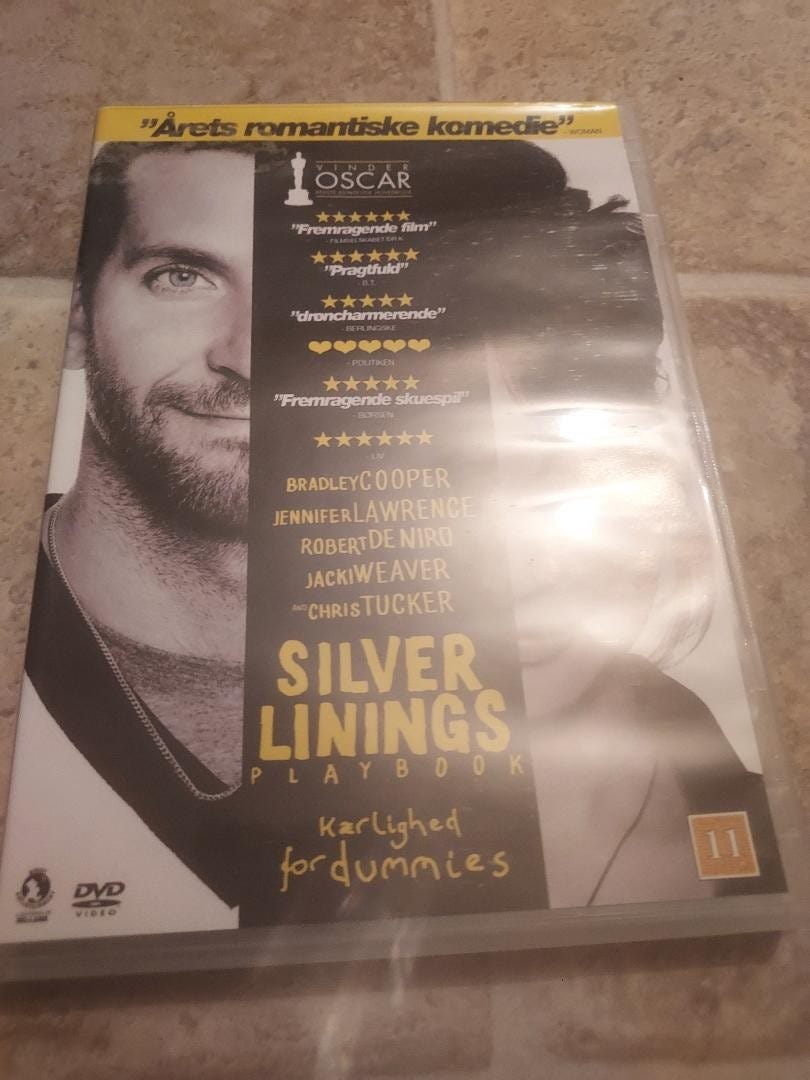 "Årets romantiske komedie" - WOMAN
VINDER
OSCAR
"Fremragende film"
"Pragtfuld"
- B.T.
"drøncharmerende"
- BERLINGSKE
- POLITIKEN
"Fremragende skuespil"
- BØRSEN
- LIV
BRADLEY COOPER
JENNIFER LAWRENCE
ROBERT DE NIRO
JACKI WEAVER
AND CHRIS TUCKER
SILVER
LININGS
PLAYBOOK
Kærlighed
for dummies
11
DVD
VIDEO